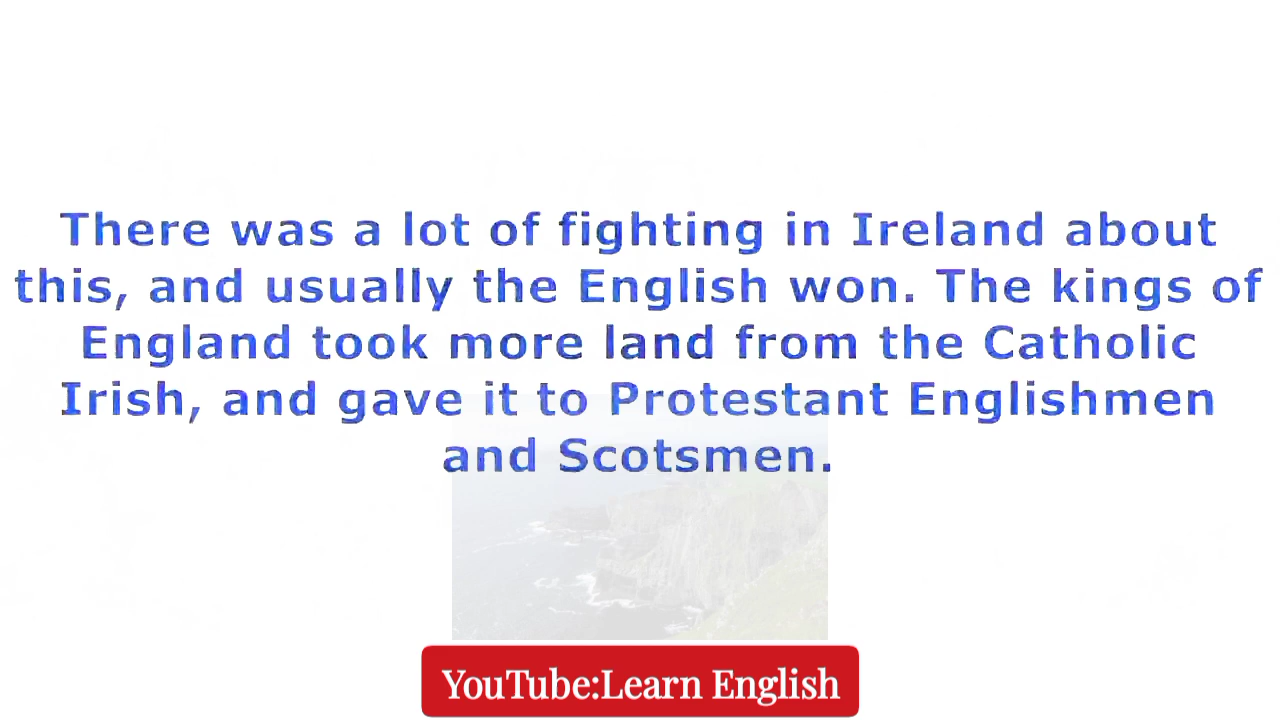 There was a lot of fighting in Ireland about
this, and usually the English won. The kings of
England took more land from the Catholic
Irish, and gave it to Protestant Englishmen
and Scotsmen.
YouTube:Learn English